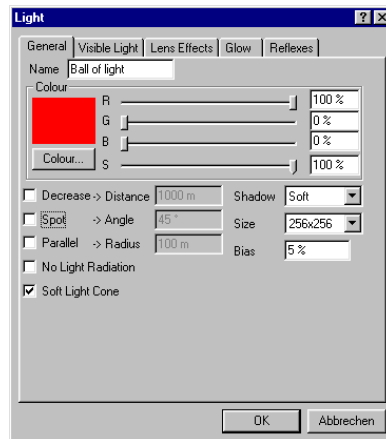 Light
General Visible Light Lens Effects Glow Reflexes
Name Ball of light
Colour
R 100 %
G 0 %
B 0 %
Colour... S 100 %
Decrease -> Distance 1000 m Shadow Soft
Spot -> Angle 45 ° Size 256x256
Parallel -> Radius 100 m Bias 5 %
No Light Radiation
Soft Light Cone
OK Abbrechen